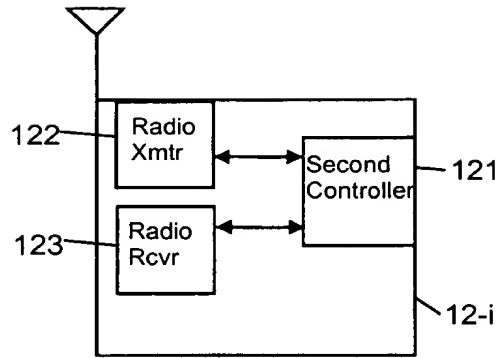 122
Radio
Xmtr
Second
Controller
121
123
Radio
Rcvr
12-i